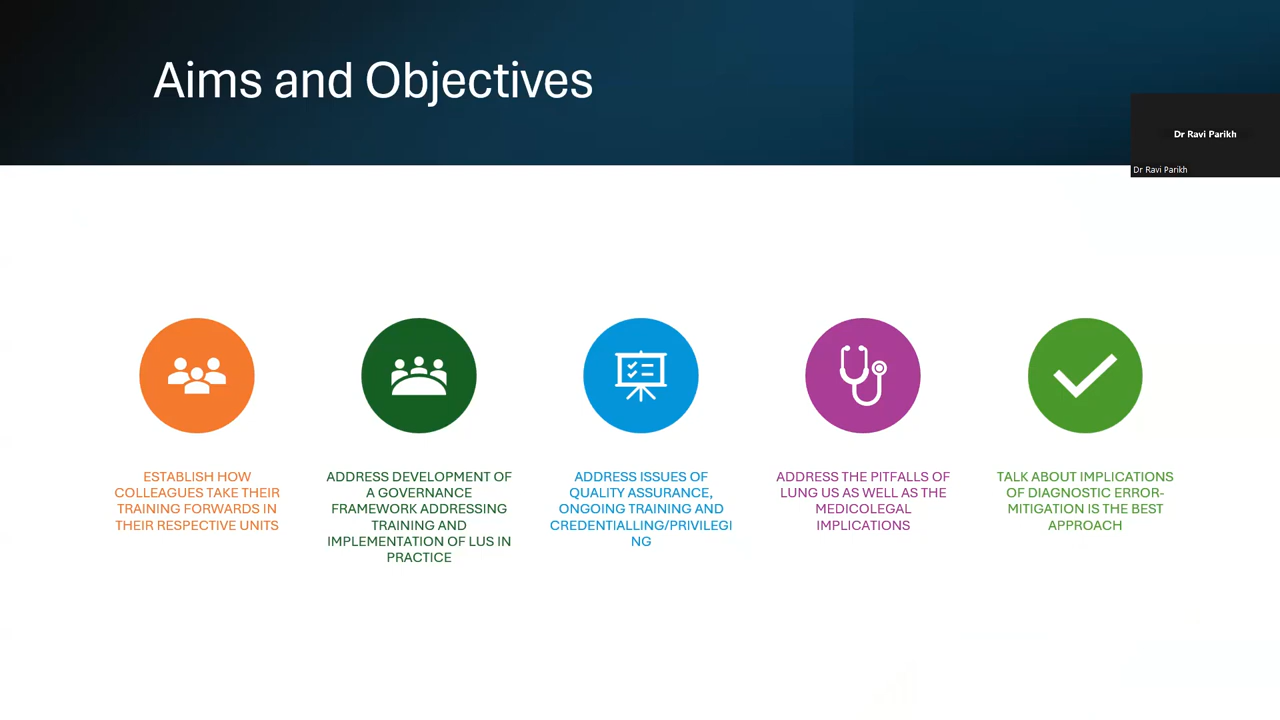 Aims and Objectives
Dr Ravi Parikh
Dr Ravi Parikh
ESTABLISH HOW
COLLEAGUES TAKE THEIR
TRAINING FORWARDS IN
THEIR RESPECTIVE UNITS
ADDRESS DEVELOPMENT OF
A GOVERNANCE
FRAMEWORK ADDRESSING
TRAINING AND
IMPLEMENTATION OF LUS IN
PRACTICE
ADDRESS ISSUES OF
QUALITY ASSURANCE,
ONGOING TRAINING AND
CREDENTIALLING/PRIVILEGI
NG
ADDRESS THE PITFALLS OF
LUNG US AS WELL AS THE
MEDICOLEGAL
IMPLICATIONS
TALK ABOUT IMPLICATIONS
OF DIAGNOSTIC ERROR-
MITIGATION IS THE BEST
APPROACH